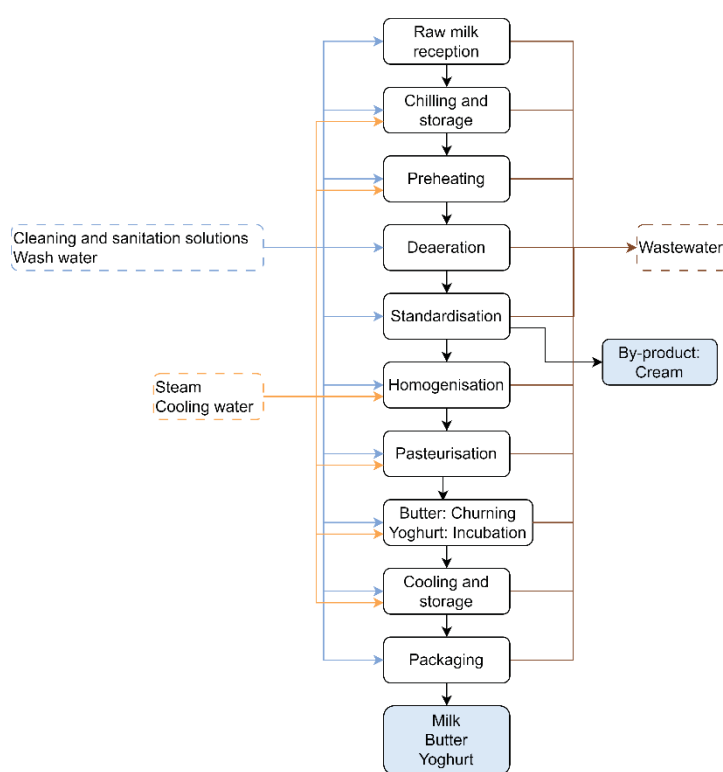 Raw milk
reception
Chilling and
storage
Preheating
Cleaning and sanitation solutions
Wash water
Deaeration
Wastewater
Standardisation
By-product:
Cream
Steam
Cooling water
Homogenisation
Pasteurisation
Butter: Churning
Yoghurt: Incubation
Cooling and
storage
Packaging
Milk
Butter
Yoghurt